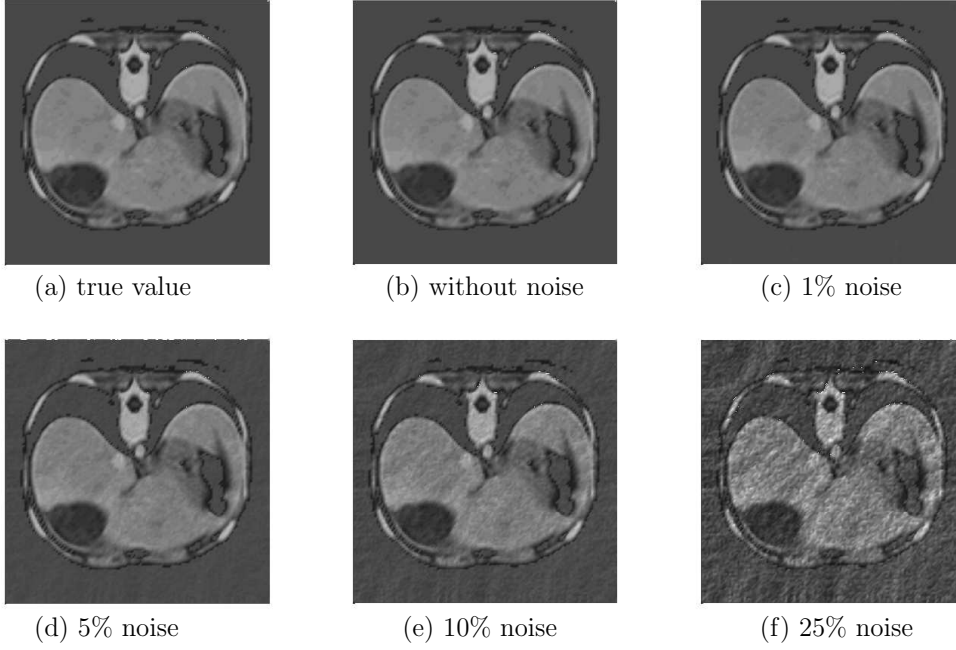 (a) true value
(b) without noise
(c) 1% noise
(d) 5% noise
(e) 10% noise
(f) 25% noise